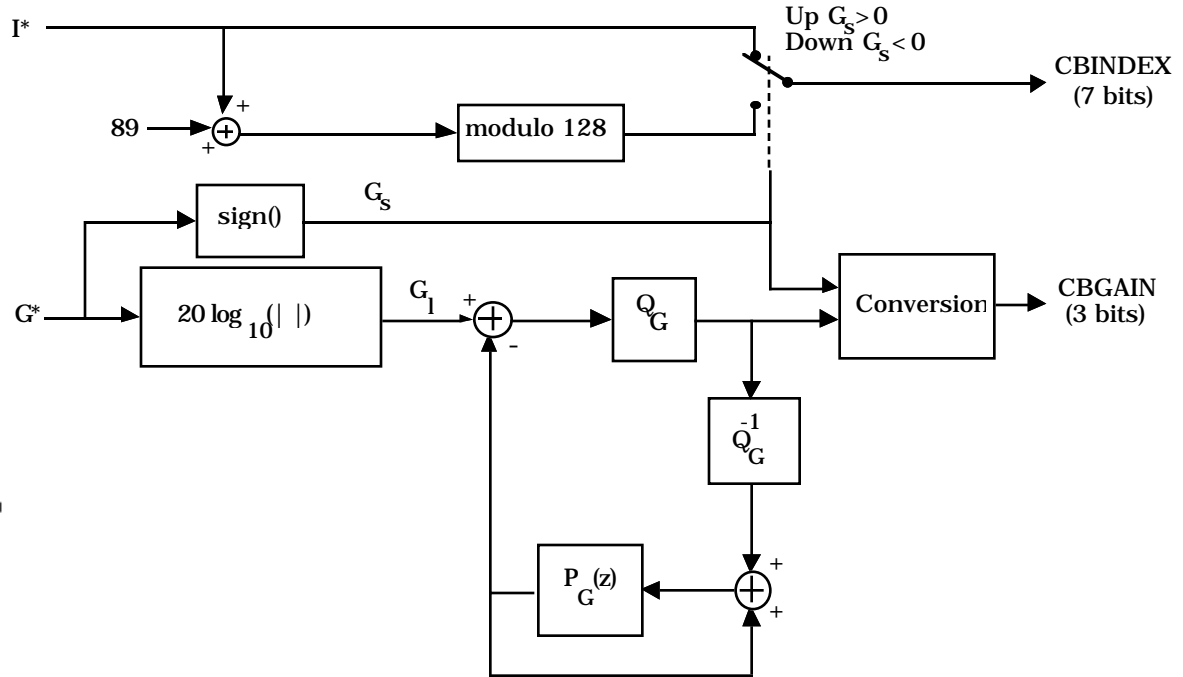 I*
Up G_s>0
Down G_s<0
CBINDEX
(7 bits)
+
89
+
+
modulo 128
sign()
G_s
G*
20 log_10(| |)
G_l
+
+
-
Q_G
Conversion
CBGAIN
(3 bits)
Q_G^-1
P_G(z)
+
+
+